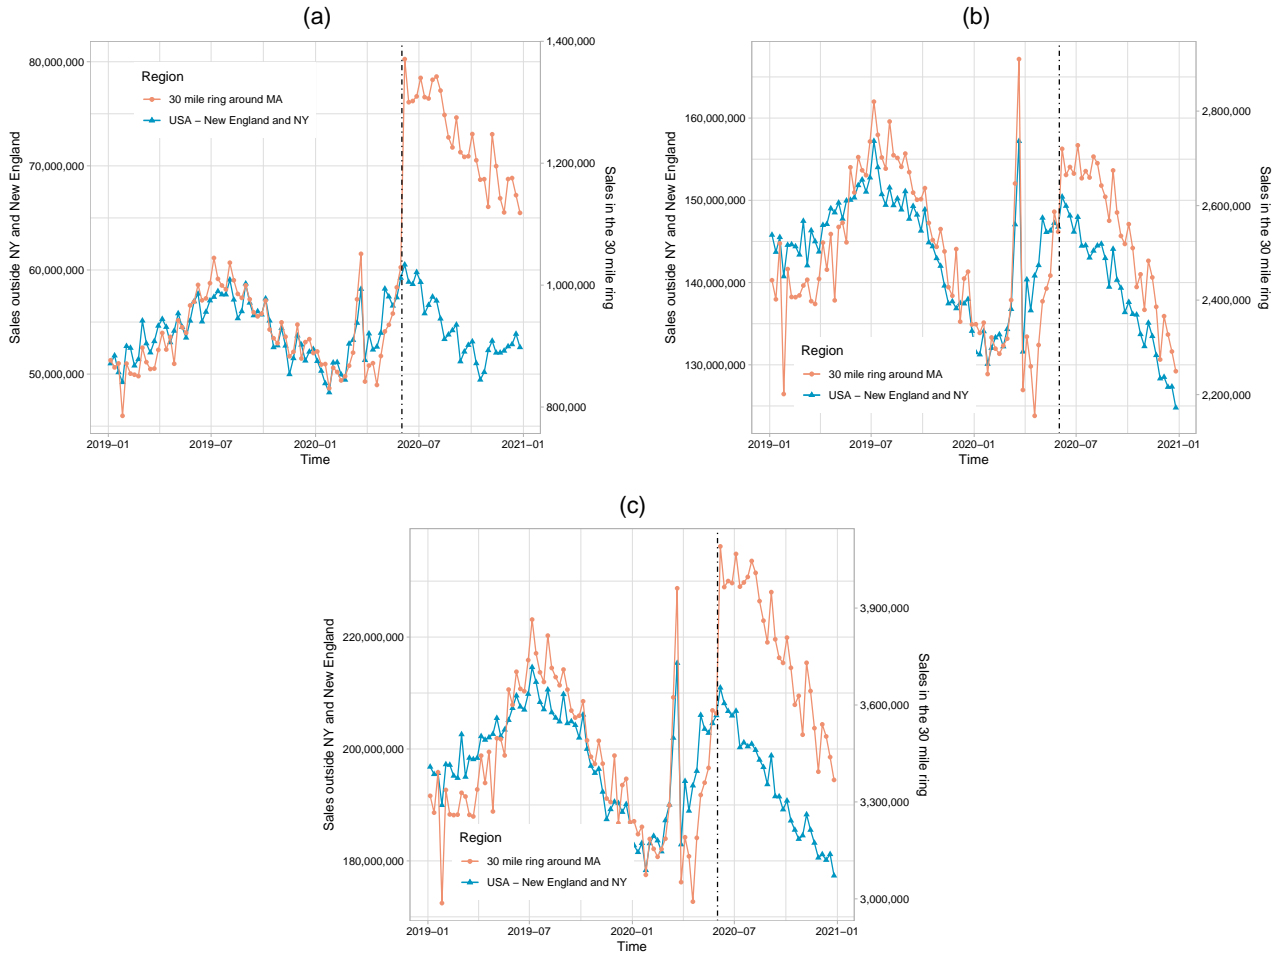 (a)
80,000,000
70,000,000
60,000,000
50,000,000
1,400,000
1,200,000
1,000,000
800,000
Sales outside NY and New England
Sales in the 30 mile ring
Region
30 mile ring around MA
USA − New England and NY
2019−01
2019−07
2020−01
2020−07
2021−01
Time
(b)
160,000,000
150,000,000
140,000,000
130,000,000
2,800,000
2,600,000
2,400,000
2,200,000
Sales outside NY and New England
Sales in the 30 mile ring
Region
30 mile ring around MA
USA − New England and NY
2019−01
2019−07
2020−01
2020−07
2021−01
Time
(c)
220,000,000
200,000,000
180,000,000
3,900,000
3,600,000
3,300,000
3,000,000
Sales outside NY and New England
Sales in the 30 mile ring
Region
30 mile ring around MA
USA − New England and NY
2019−01
2019−07
2020−01
2020−07
2021−01
Time